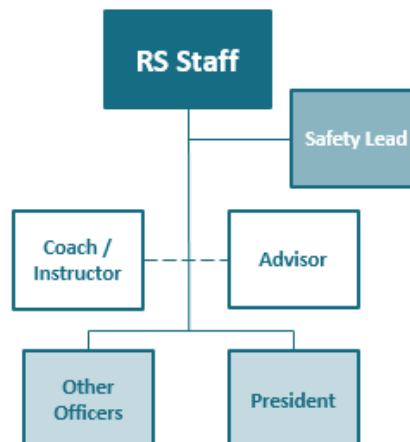 RS Staff
Safety Lead
Coach /
Instructor
Advisor
Other
Officers
President